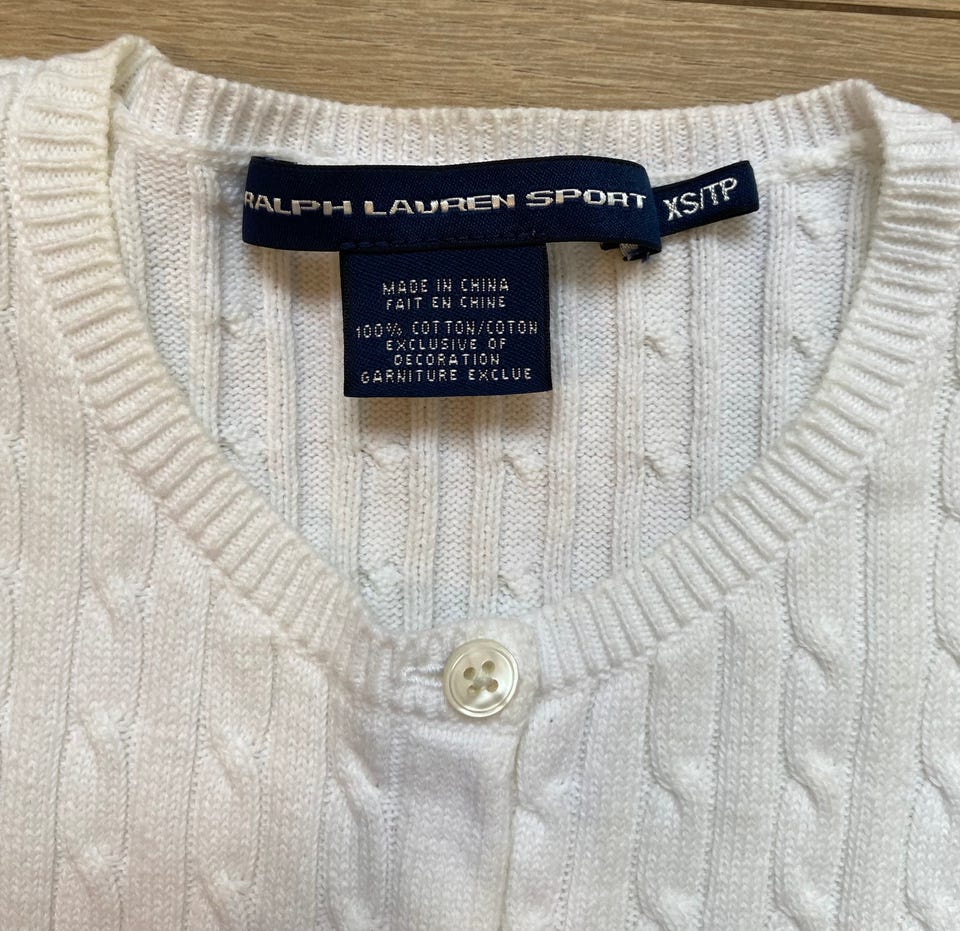 RALPH LAUREN SPORT
XS/TP
MADE IN CHINA
FAIT EN CHINE
100% COTTON/COTON
EXCLUSIVE OF
DECORATION
GARNITURE EXCLUE